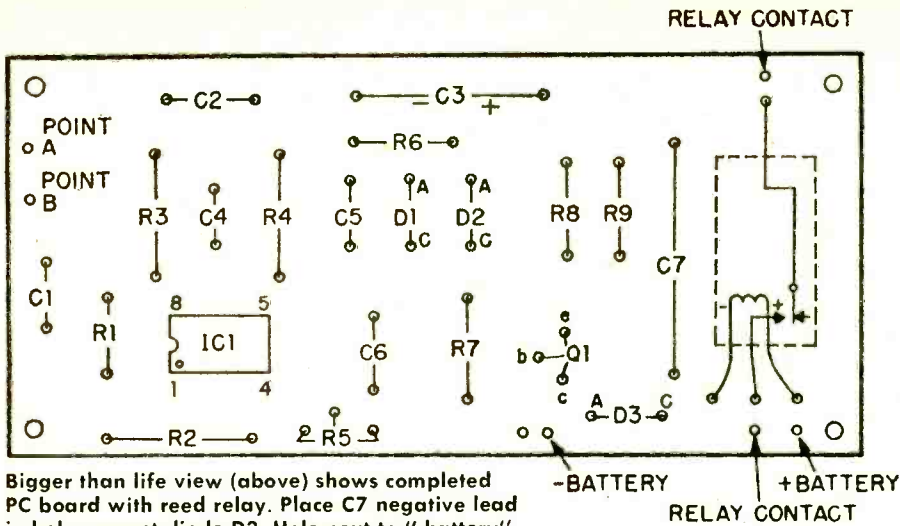 RELAY CONTACT
C2
= C3 +
POINT
A
R6
POINT
B
A
A
R3
C4
R4
C5
D1
D2
R8
R9
C
C
C7
C1
8
5
- +
R1
IC1
e
C6
R7
b
Q1
1
4
c
A
C
D3
R2
R5
-BATTERY
+BATTERY
RELAY CONTACT
Bigger than life view (above) shows completed
PC board with reed relay. Place C7 negative lead